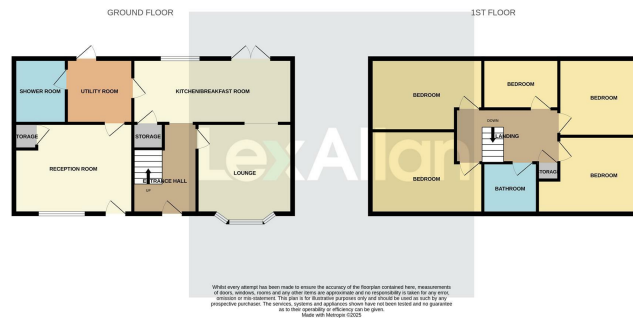 GROUND FLOOR
1ST FLOOR
SHOWER ROOM
UTILITY ROOM
KITCHEN/BREAKFAST ROOM
TORAGE
STORAGE
RECEPTION ROOM
ENTRANCE HALL
LOUNGE
UP
BEDROOM
BEDROOM
BEDROOM
DOWN
LANDING
BEDROOM
BATHROOM
TORAGE
BEDROOM
LexAllan
Whilst every attempt has been made to ensure the accuracy of the floorplan contained here, measurements
of doors, windows, rooms and any other items are approximate and no responsibility is taken for any error,
omission or mis-statement. This plan is for illustrative purposes only and should be used as such by any
prospective purchaser. The services, systems and appliances shown have not been tested and no guarantee
as to their operability or efficiency can be given.
Made with Metropix ©2025